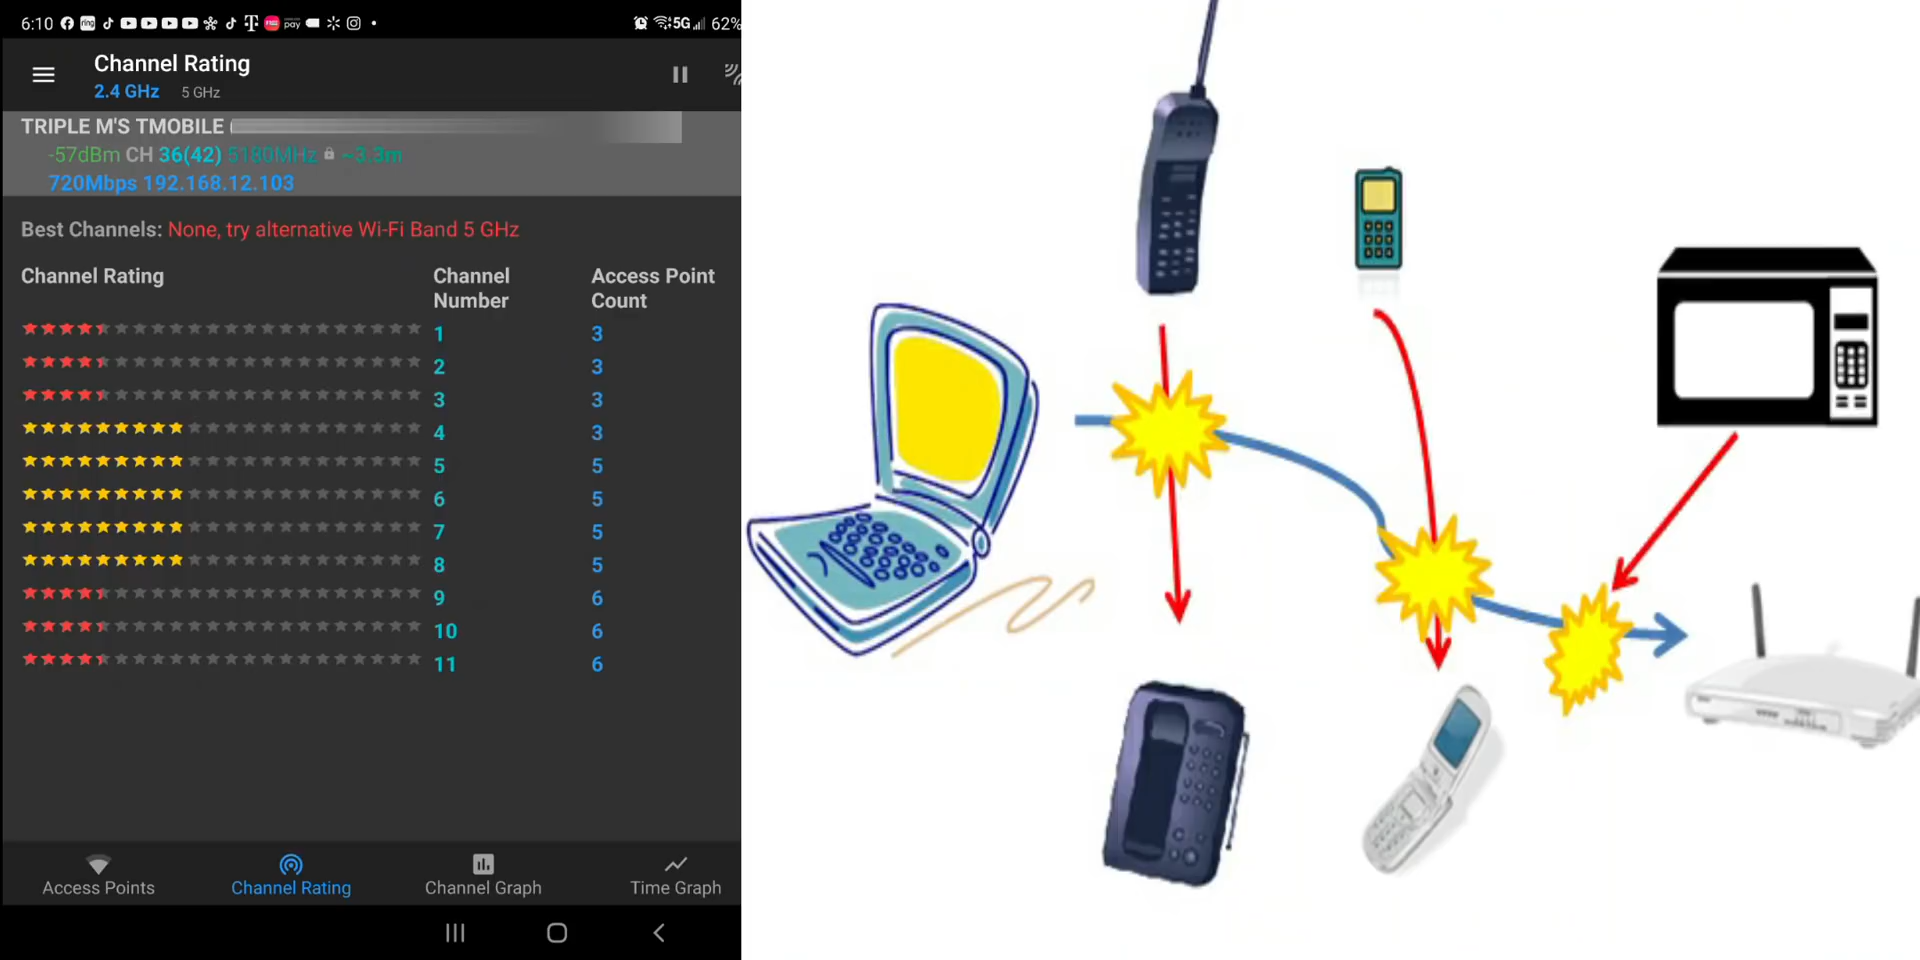 6:10 ring pay 5G 62%
Channel Rating
2.4 GHz 5 GHz
TRIPLE M'S TMOBILE (
-57dBm CH 36(42) 5180MHz ~3.3m
720Mbps 192.168.12.103
Best Channels: None, try alternative Wi-Fi Band 5 GHz
Channel Rating Channel Number Access Point Count
1 3
2 3
3 3
4 3
5 5
6 5
7 5
8 5
9 6
10 6
11 6
Access Points Channel Rating Channel Graph Time Graph